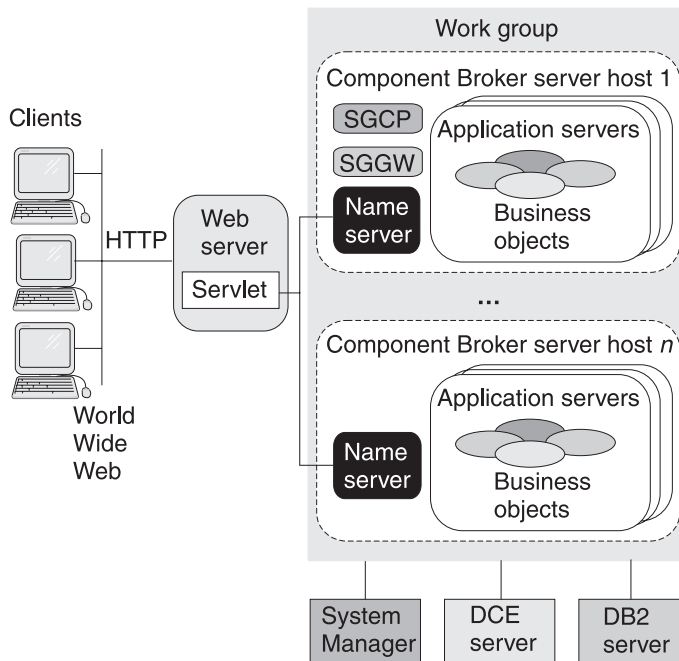 Work group
Component Broker server host 1
SGCP
SGGW
Name
server
Application servers
Business
objects
Clients
HTTP
Web
server
Servlet
World
Wide
Web
...
Component Broker server host n
Name
server
Application servers
Business
objects
System
Manager
DCE
server
DB2
server